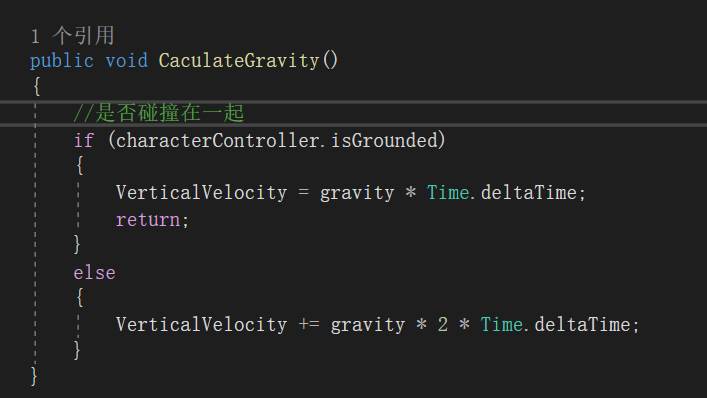 1 个引用
public void CaculateGravity()
{
//是否碰撞在一起
if (characterController.isGrounded)
{
VerticalVelocity = gravity * Time.deltaTime;
return;
}
else
{
VerticalVelocity += gravity * 2 * Time.deltaTime;
}
}